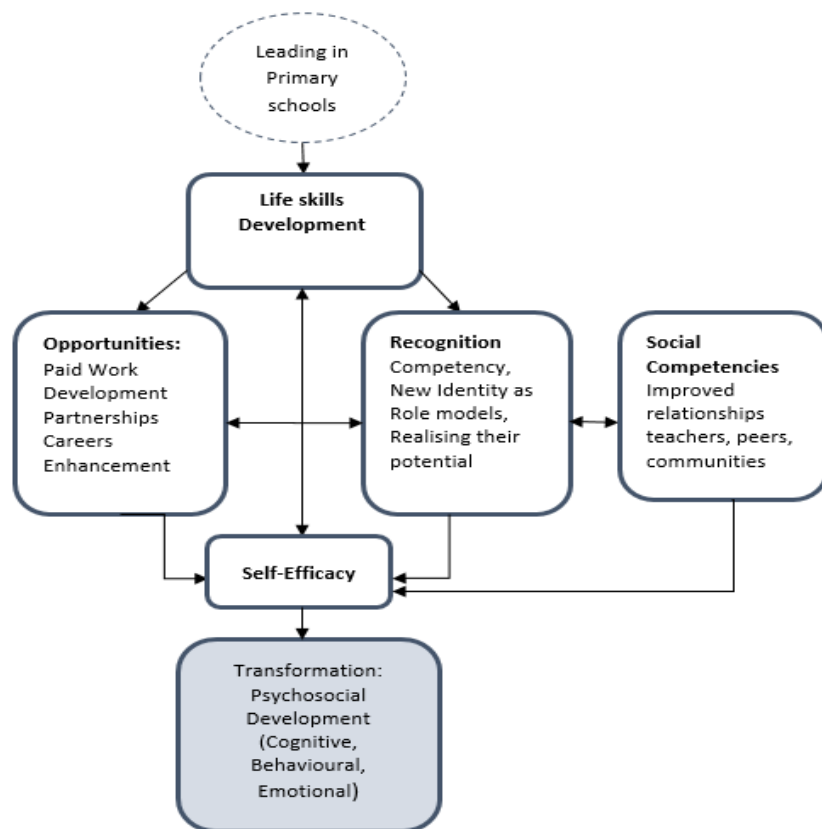 Leading in
Primary
schools
Life skills
Development
Opportunities:
Paid Work
Development
Partnerships
Careers
Enhancement
Recognition
Competency,
New Identity as
Role models,
Realising their
potential
Social
Competencies
Improved
relationships
teachers, peers,
communities
Self-Efficacy
Transformation:
Psychosocial
Development
(Cognitive,
Behavioural,
Emotional)